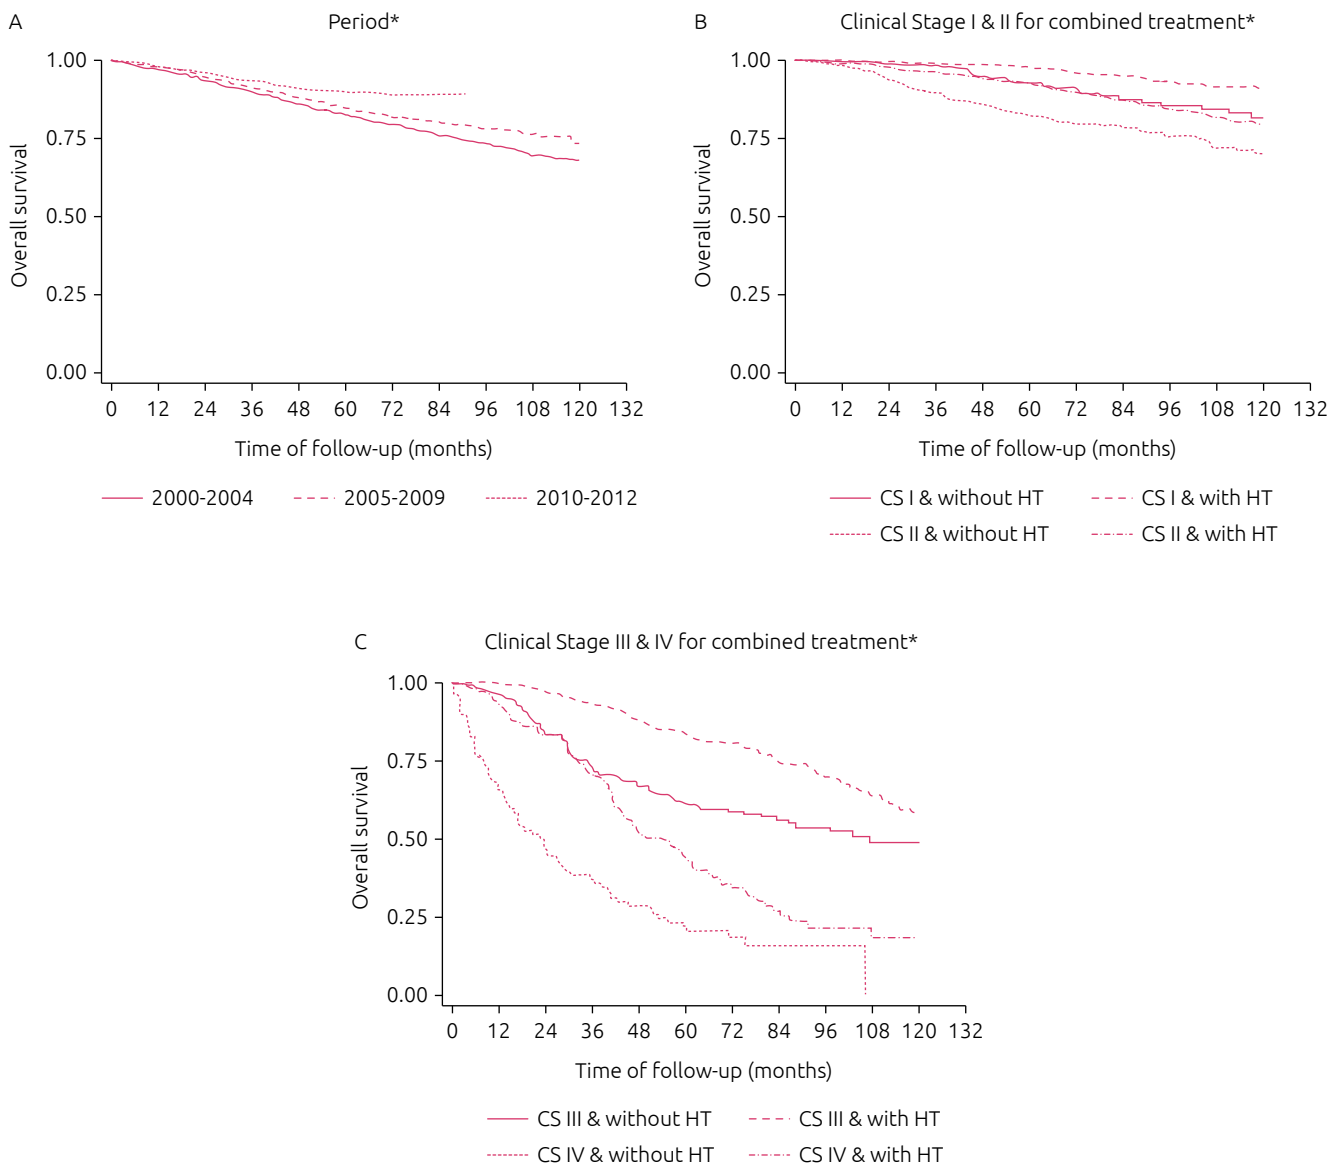 A
Period*
1.00
0.75
0.50
0.25
0.00
Overall survival
0 12 24 36 48 60 72 84 96 108 120 132
Time of follow-up (months)
2000-2004 2005-2009 2010-2012
B
Clinical Stage I & II for combined treatment*
1.00
0.75
0.50
0.25
0.00
Overall survival
0 12 24 36 48 60 72 84 96 108 120 132
Time of follow-up (months)
CS I & without HT CS I & with HT
CS II & without HT CS II & with HT
C
Clinical Stage III & IV for combined treatment*
1.00
0.75
0.50
0.25
0.00
Overall survival
0 12 24 36 48 60 72 84 96 108 120 132
Time of follow-up (months)
CS III & without HT CS III & with HT
CS IV & without HT CS IV & with HT